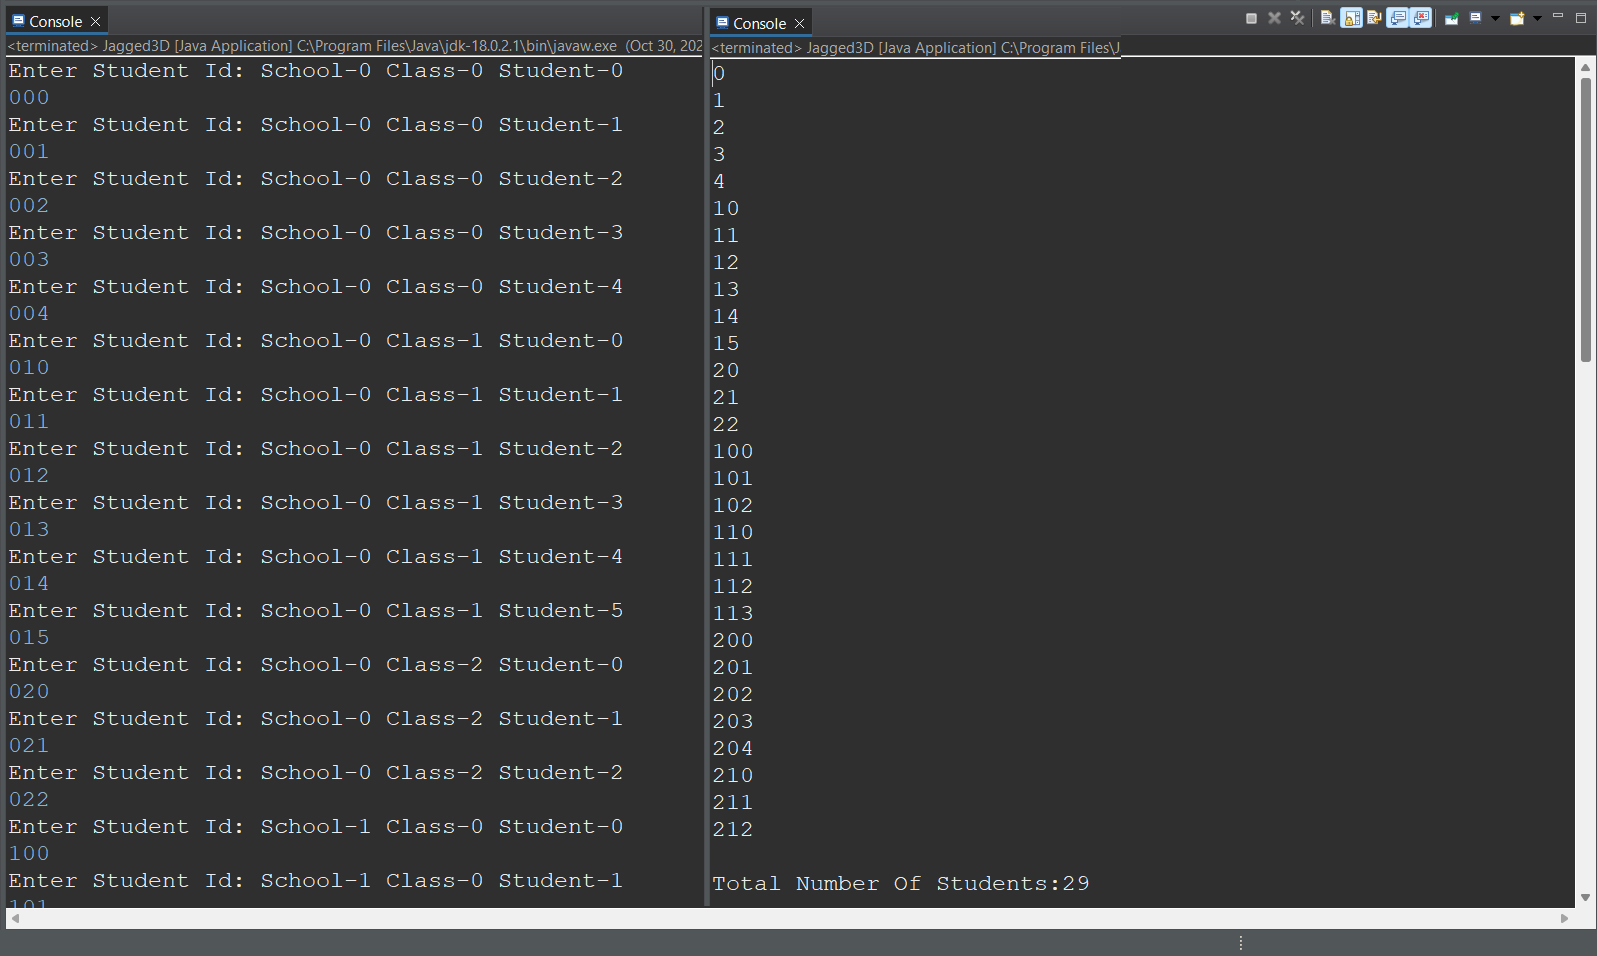 Console
<terminated> Jagged3D [Java Application] C:\Program Files\Java\jdk-18.0.2.1\bin\javaw.exe (Oct 30, 202
Enter Student Id: School-0 Class-0 Student-0
000
Enter Student Id: School-0 Class-0 Student-1
001
Enter Student Id: School-0 Class-0 Student-2
002
Enter Student Id: School-0 Class-0 Student-3
003
Enter Student Id: School-0 Class-0 Student-4
004
Enter Student Id: School-0 Class-1 Student-0
010
Enter Student Id: School-0 Class-1 Student-1
011
Enter Student Id: School-0 Class-1 Student-2
012
Enter Student Id: School-0 Class-1 Student-3
013
Enter Student Id: School-0 Class-1 Student-4
014
Enter Student Id: School-0 Class-1 Student-5
015
Enter Student Id: School-0 Class-2 Student-0
020
Enter Student Id: School-0 Class-2 Student-1
021
Enter Student Id: School-0 Class-2 Student-2
022
Enter Student Id: School-1 Class-0 Student-0
100
Enter Student Id: School-1 Class-0 Student-1
101
Console
<terminated> Jagged3D [Java Application] C:\Program Files\J
0
1
2
3
4
10
11
12
13
14
15
20
21
22
100
101
102
110
111
112
113
200
201
202
203
204
210
211
212
Total Number Of Students:29